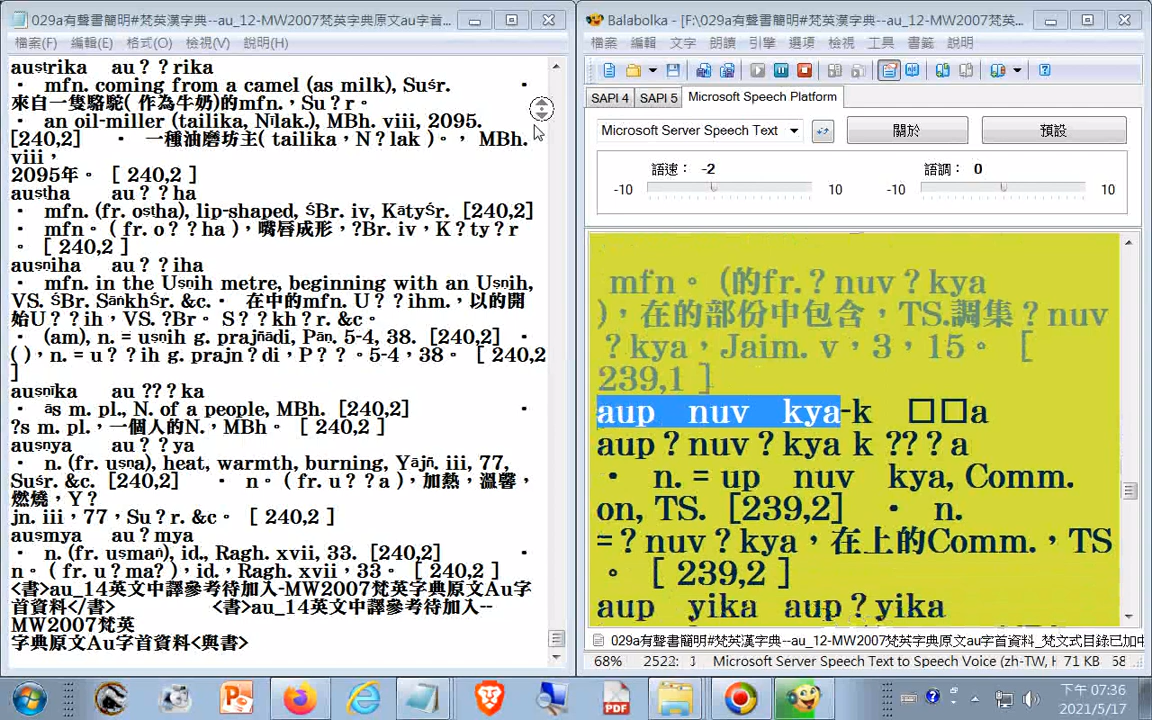 029a有聲書簡明#梵英漢字典--au_12-MW2007梵英字典原文au字首...
檔案(F) 編輯(E) 格式(O) 檢視(V) 說明(H)
auṣṭrika au??rika
• mfn. coming from a camel (as milk), Suśr.
來自一隻駱駝( 作為牛奶)的mfn.，Su?r。
• an oil-miller (tailika, Nīlak.), MBh. viii, 2095.
[240,2] • 一種油磨坊主( tailika，N?lak )。， MBh.
viii，
2095年。 [ 240,2 ]
auṣṭha au??ha
• mfn. (fr. oṣṭha), lip-shaped, ŚBr. iv, KātyŚr. [240,2]
• mfn。( fr. o??ha )，嘴唇成形，?Br. iv，K?ty?r
。 [ 240,2 ]
auṣṇiha au??iha
• mfn. in the Uṣṇih metre, beginning with an Uṣṇih,
VS. ŚBr. ŚāṅkhŚr. &c. • 在中的mfn. U??ihm.，以的開
始U??ih，VS. ?Br。 S??kh?r. &c。
• (am), n. = uṣṇih g. prajñādi, Pāṇ. 5-4, 38. [240,2]
( )，n. = u??ih g. prajn?di，P??。5-4，38。 [ 240,2
]
auṣṇīka au???ka
• ās m. pl., N. of a people, MBh. [240,2] •
?s m. pl.，一個人的N.，MBh。 [ 240,2 ]
auṣṇya au??ya
• n. (fr. uṣṇa), heat, warmth, burning, Yājñ. iii, 77,
Suśr. &c. [240,2] • n。( fr. u??a )，加熱，溫馨，
燃燒，Y?
jn. iii，77，Su?r. &c。 [ 240,2 ]
auṣmya au?mya
• n. (fr. uṣman), id., Ragh. xvii, 33. [240,2] •
n。( fr. u?ma?)，id.，Ragh. xvii，33。 [ 240,2 ]
<書>au_14英文中譯參考待加入-MW2007梵英字典原文Au字
首資料</書> <書>au_14英文中譯參考待加入--
MW2007梵英
字典原文Au字首資料<與書>
Balabolka - [F:\029a有聲書簡明#梵英漢字典--au_12-MW2007梵英...
檔案 編輯 文字 朗讀 引擎 選項 檢視 工具 書籤 說明
SAPI 4 SAPI 5 Microsoft Speech Platform
Microsoft Server Speech Text 關於 預設
語速： -2 語調： 0
-10 10 -10 10
mfn。(的fr.?nuv?kya
)，在的部份中包含，TS.調集?nuv
?kya，Jaim. v，3，15。 [
239,1 ]
aup nuv kya-k □□a
aup?nuv?kya k ???a
• n. = up nuv kya, Comm.
on, TS. [239,2] • n.
=?nuv?kya，在上的Comm.，TS
。 [ 239,2 ]
aup yika aup?yika
029a有聲書簡明#梵英漢字典--au_12-MW2007梵英字典原文au字首資料_梵文式目錄已加中
68% 2522: 1 Microsoft Server Speech Text to Speech Voice (zh-TW, H 71 KB 58
下午 07:36
2021/5/17